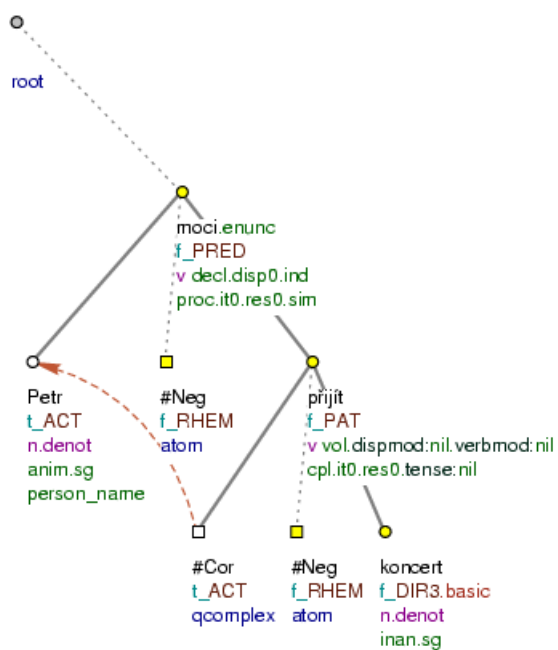 root
moci.enunc
f_PRED
v decl.disp0.ind
proc.it0.res0.sim
Petr
t_ACT
n.denot
anim.sg
person_name
#Neg
f_RHEM
atom
přijít
f_PAT
v vol.dispmod:nil.verbmod:nil
cpl.it0.res0.tense:nil
#Cor
t_ACT
qcomplex
#Neg
f_RHEM
atom
koncert
f_DIR3.basic
n.denot
inan.sg